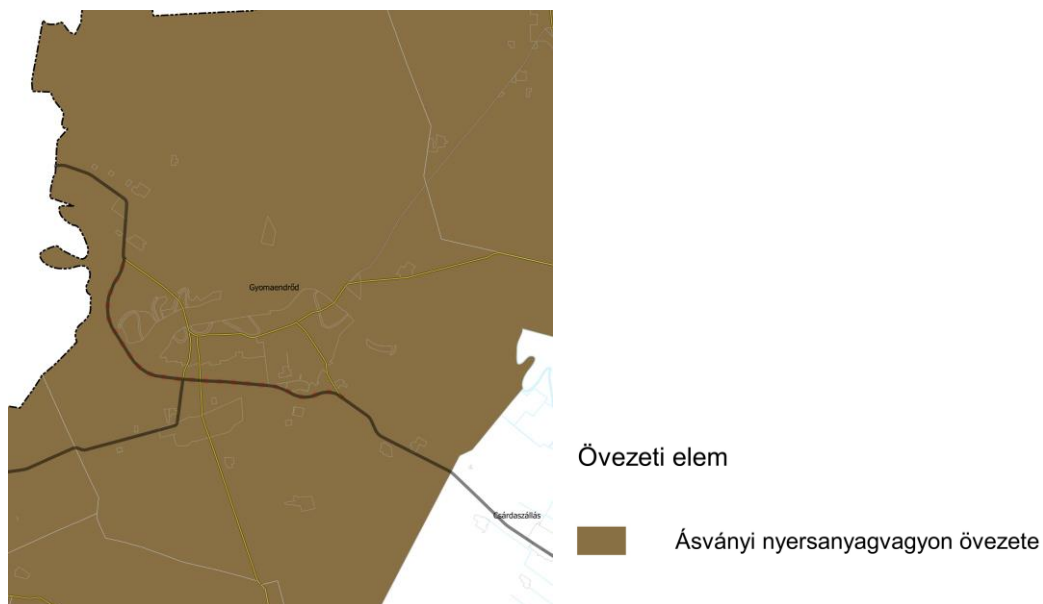 Gyomaendrőd
Csárdaszállás
Övezeti elem
Ásványi nyersanyagvagyon övezete